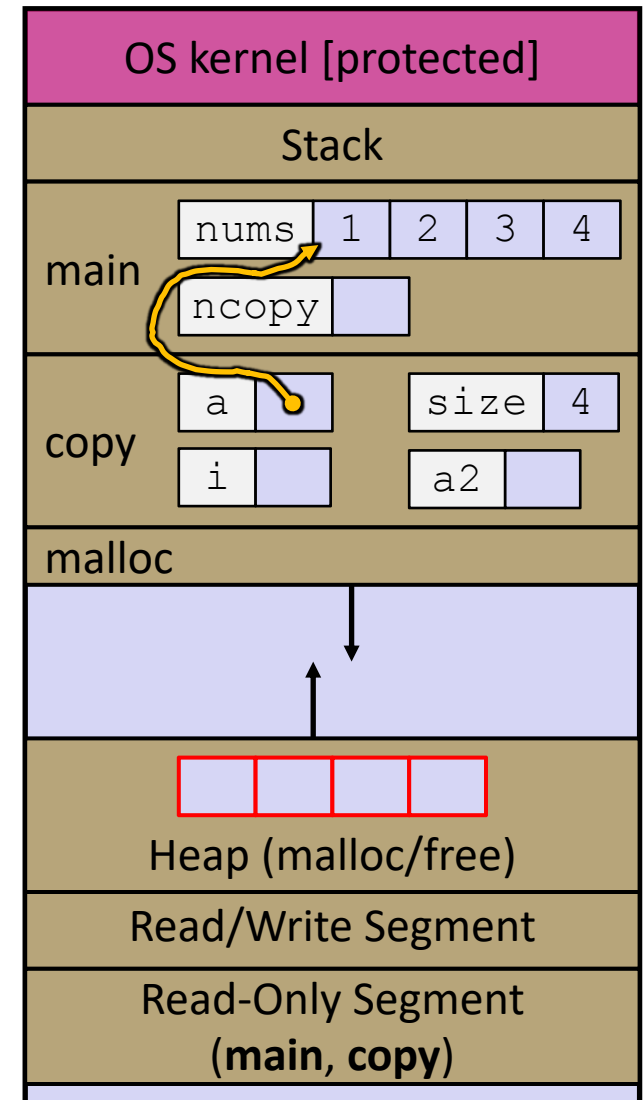 OS kernel [protected]
Stack
main
nums 1 2 3 4
ncopy
copy
a
size 4
i
a2
malloc
Heap (malloc/free)
Read/Write Segment
Read-Only Segment
(main, copy)